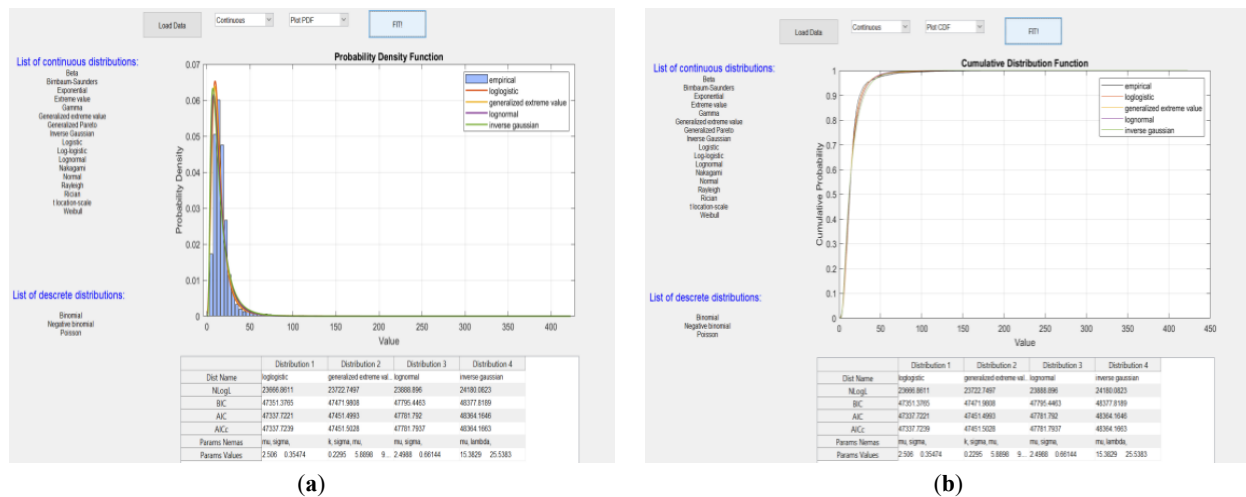 Load Data
Continuous
Plot PDF
FIT!
List of continuous distributions:
Beta
Birnbaum-Saunders
Exponential
Extreme value
Gamma
Generalized extreme value
Generalized Pareto
Inverse Gaussian
Logistic
Log-logistic
Lognormal
Nakagami
Normal
Rayleigh
Rician
t location-scale
Weibull
List of descrete distributions:
Binomial
Negative binomial
Poisson
Probability Density Function
empirical
loglogistic
generalized extreme value
lognormal
inverse gaussian
Probability Density
0.07
0.06
0.05
0.04
0.03
0.02
0.01
0
0 50 100 150 200 250 300 350 400
Value
Distribution 1 Distribution 2 Distribution 3 Distribution 4
Dist Name loglogistic generalized extreme val... lognormal inverse gaussian
NLogL 23666.8611 23722.7497 23888.896 24180.0823
BIC 47351.3765 47471.9808 47795.4463 48377.8189
AIC 47337.7221 47451.4993 47781.792 48364.1646
AICc 47337.7239 47451.5028 47781.7937 48364.1663
Params Nemas mu, sigma, k, sigma, mu, mu, sigma, mu, lambda,
Params Values 2.506 0.35474 0.2295 5.8898 9... 2.4988 0.66144 15.3829 25.5383
(a)
Load Data
Continuous
Plot CDF
FIT!
List of continuous distributions:
Beta
Birnbaum-Saunders
Exponential
Extreme value
Gamma
Generalized extreme value
Generalized Pareto
Inverse Gaussian
Logistic
Log-logistic
Lognormal
Nakagami
Normal
Rayleigh
Rician
t location-scale
Weibull
List of descrete distributions:
Binomial
Negative binomial
Poisson
Cumulative Distribution Function
empirical
loglogistic
generalized extreme value
lognormal
inverse gaussian
Cumulative Probability
1
0.9
0.8
0.7
0.6
0.5
0.4
0.3
0.2
0.1
0
0 50 100 150 200 250 300 350 400 450
Value
Distribution 1 Distribution 2 Distribution 3 Distribution 4
Dist Name loglogistic generalized extreme val... lognormal inverse gaussian
NLogL 23666.8611 23722.7497 23888.896 24180.0823
BIC 47351.3765 47471.9808 47795.4463 48377.8189
AIC 47337.7221 47451.4993 47781.792 48364.1646
AICc 47337.7239 47451.5028 47781.7937 48364.1663
Params Nemas mu, sigma, k, sigma, mu, mu, sigma, mu, lambda,
Params Values 2.506 0.35474 0.2295 5.8898 9... 2.4988 0.66144 15.3829 25.5383
(b)